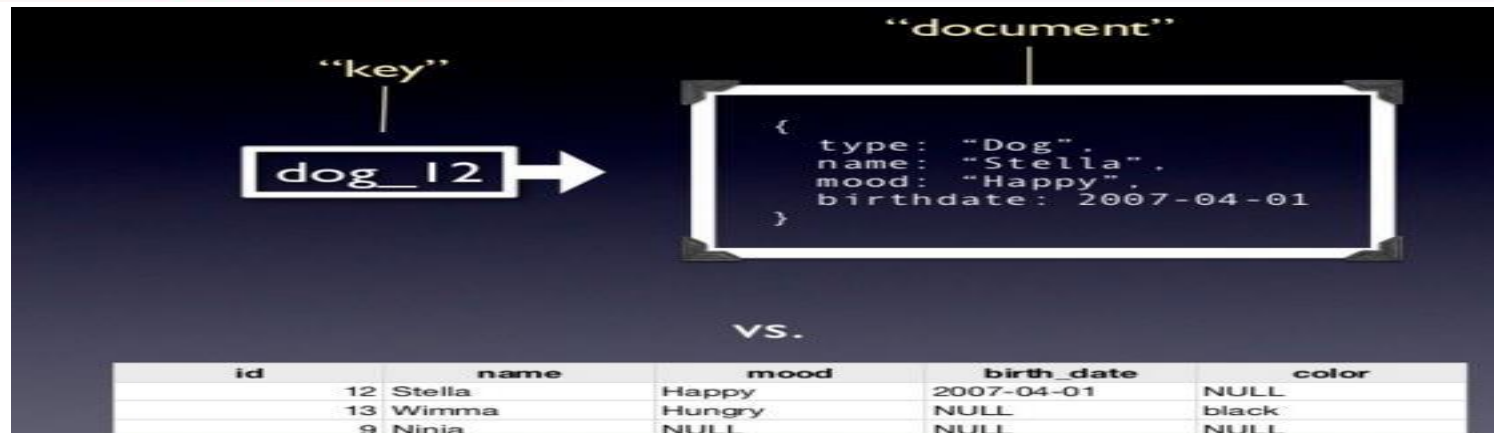 “document”
“key”
dog_12
{
type: “Dog”,
name: “Stella”,
mood: “Happy”,
birthdate: 2007-04-01
}
vs.
id name mood birth_date color
12 Stella Happy 2007-04-01 NULL
13 Wimma Hungry NULL black
9 Ninja NULL NULL NULL